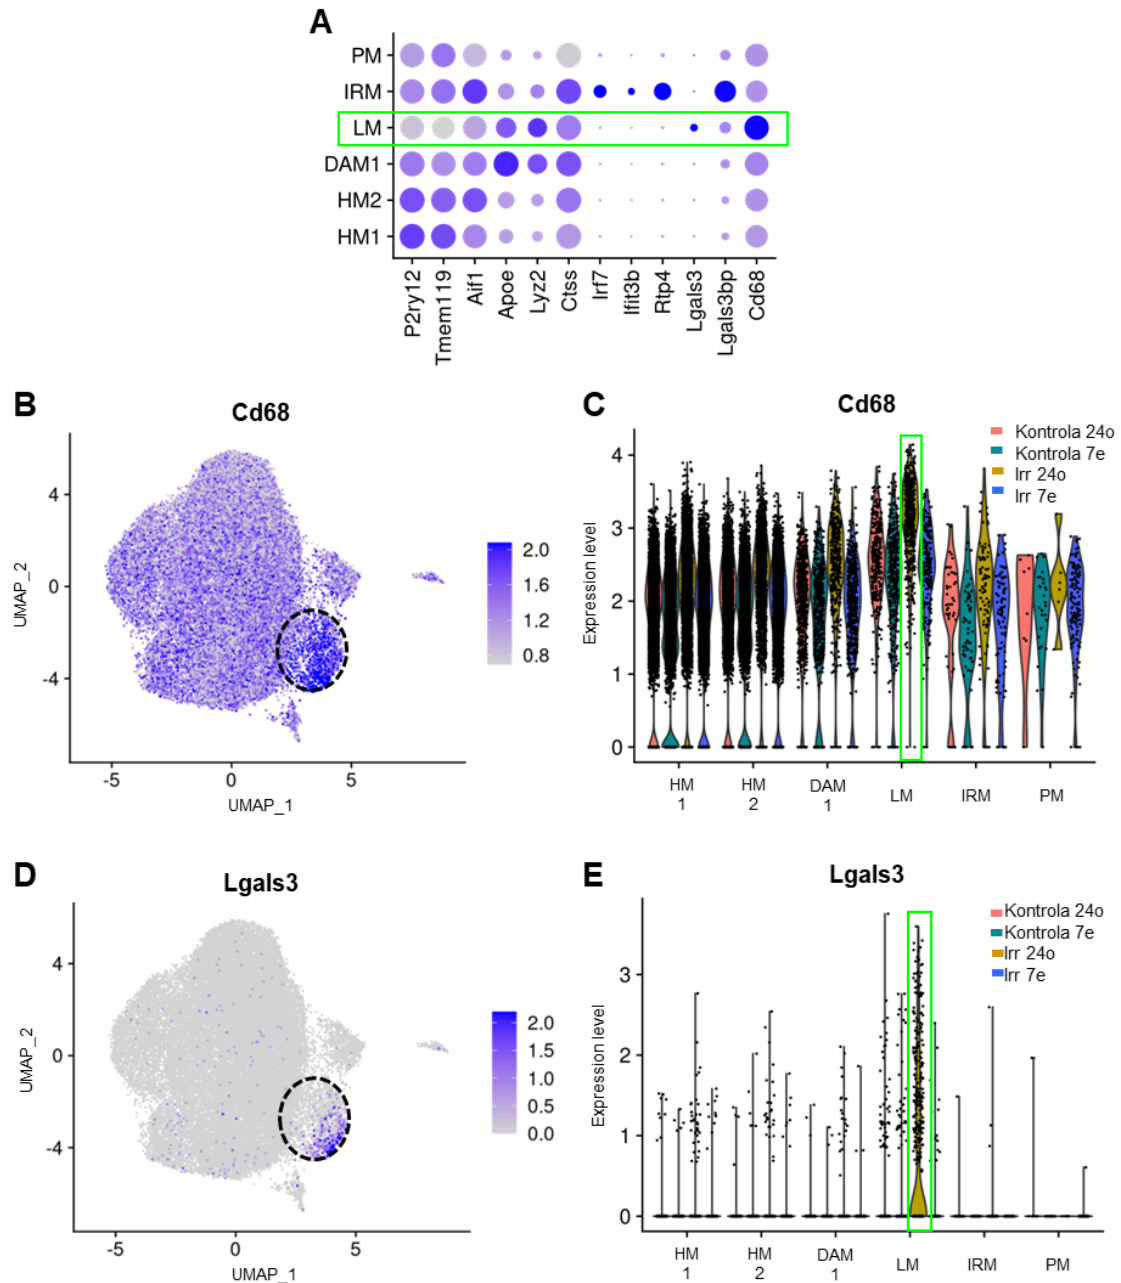 A
PM
IRM
LM
DAM1
HM2
HM1
P2ry12
Tmem119
Aif1
Apoe
Lyz2
Ctss
Irf7
Ifit3b
Rtp4
Lgals3
Lgals3bp
Cd68
B
Cd68
UMAP_2
4
0
-4
-5
0
5
UMAP_1
2.0
1.6
1.2
0.8
C
Cd68
Expression level
4
3
2
1
0
Kontrola 24o
Kontrola 7e
Irr 24o
Irr 7e
HM
1
HM
2
DAM
1
LM
IRM
PM
D
Lgals3
UMAP_2
4
0
-4
-5
0
5
UMAP_1
2.0
1.5
1.0
0.5
0.0
E
Lgals3
Expression level
3
2
1
0
Kontrola 24o
Kontrola 7e
Irr 24o
Irr 7e
HM
1
HM
2
DAM
1
LM
IRM
PM